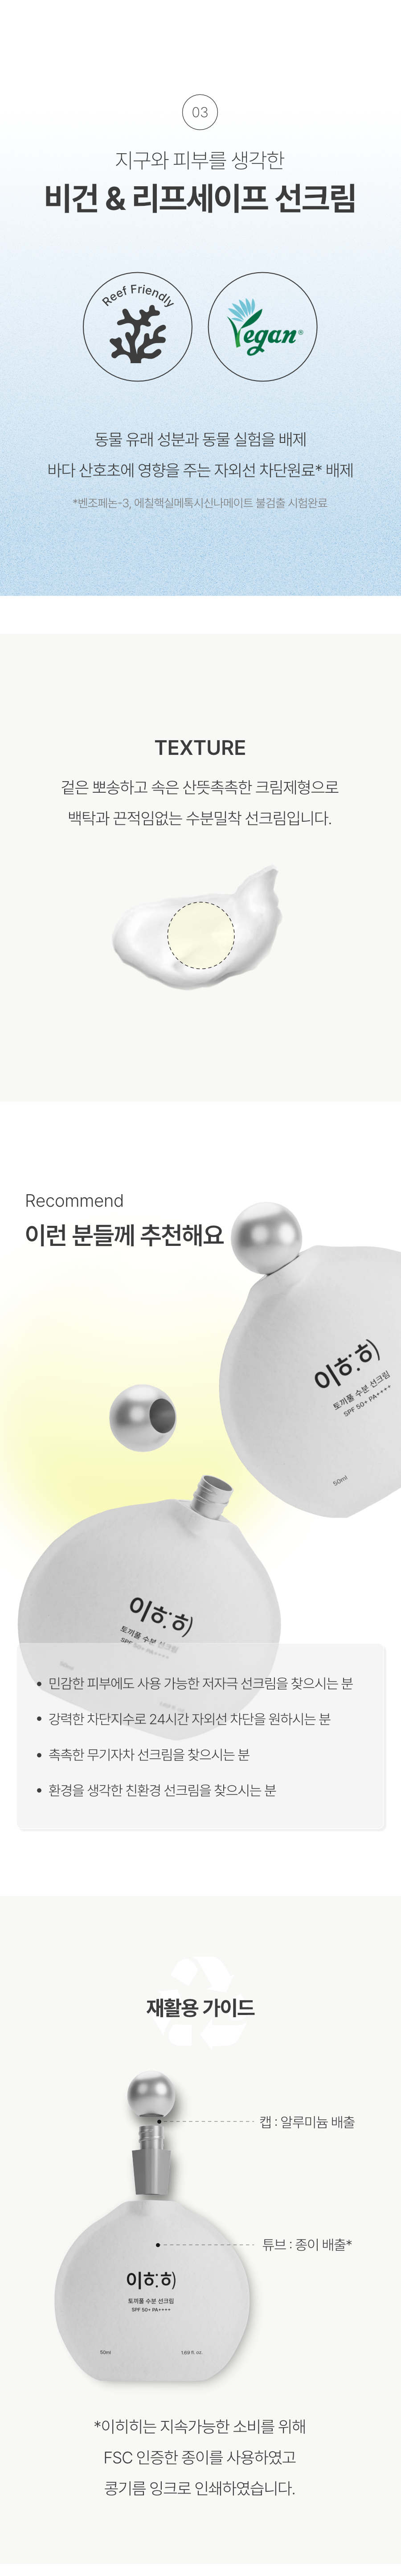 03
지구와 피부를 생각한
비건 & 리프세이프 선크림
Reef Friendly
Vegan®
동물 유래 성분과 동물 실험을 배제
바다 산호초에 영향을 주는 자외선 차단원료* 배제
*벤조페논-3, 에칠헥실메톡시신나메이트 불검출 시험완료
TEXTURE
겉은 뽀송하고 속은 산뜻촉촉한 크림제형으로
백탁과 끈적임없는 수분밀착 선크림입니다.
Recommend
이런 분들께 추천해요
이히히)
토끼풀 수분 선크림
SPF 50+ PA++++
50ml
이히히)
토끼풀 수분 선크림
민감한 피부에도 사용 가능한 저자극 선크림을 찾으시는 분
강력한 차단지수로 24시간 자외선 차단을 원하시는 분
촉촉한 무기자차 선크림을 찾으시는 분
환경을 생각한 친환경 선크림을 찾으시는 분
재활용 가이드
캡 : 알루미늄 배출
튜브 : 종이 배출*
이히히)
토끼풀 수분 선크림
SPF 50+ PA++++
50ml
1.69 fl. oz.
*이히히는 지속가능한 소비를 위해
FSC 인증한 종이를 사용하였고
콩기름 잉크로 인쇄하였습니다.